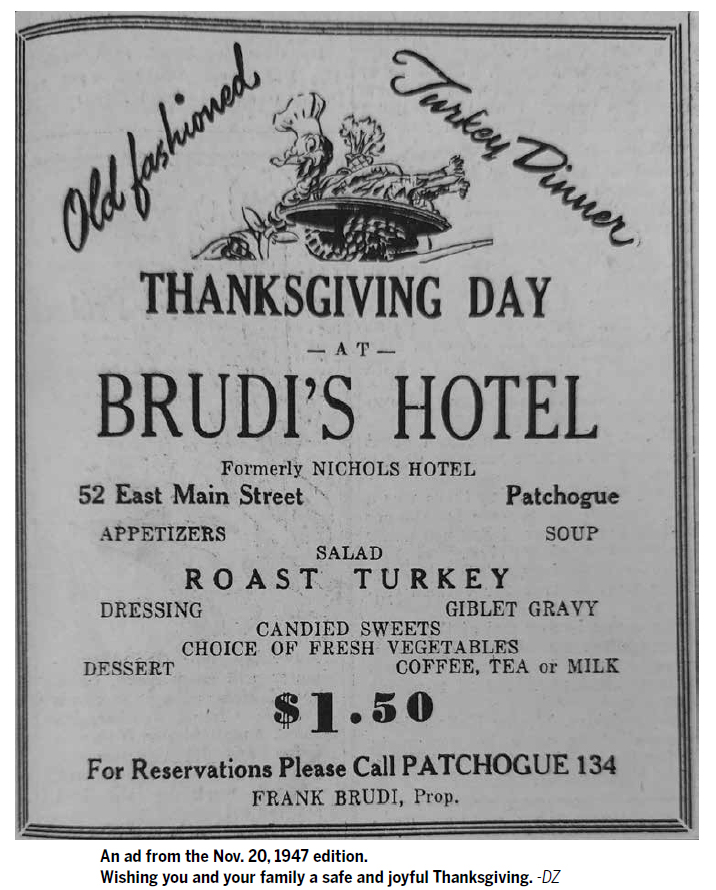 Old fashioned
Turkey Dinner
THANKSGIVING DAY
— AT —
BRUDI'S HOTEL
Formerly NICHOLS HOTEL
52 East Main Street Patchogue
APPETIZERS SOUP
SALAD
ROAST TURKEY
DRESSING GIBLET GRAVY
CANDIED SWEETS
CHOICE OF FRESH VEGETABLES
DESSERT COFFEE, TEA or MILK
$1.50
For Reservations Please Call PATCHOGUE 134
FRANK BRUDI, Prop.
An ad from the Nov. 20, 1947 edition.
Wishing you and your family a safe and joyful Thanksgiving. -DZ